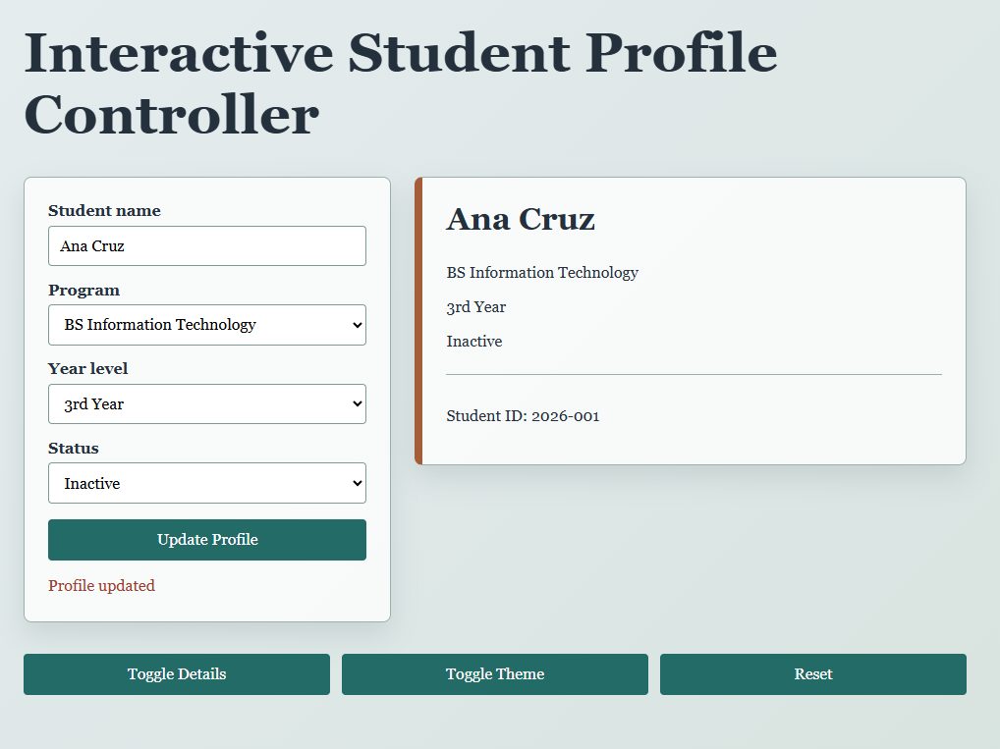 Interactive Student Profile
Controller
Student name
Ana Cruz
Program
BS Information Technology
Year level
3rd Year
Status
Inactive
Update Profile
Profile updated
Ana Cruz
BS Information Technology
3rd Year
Inactive
Student ID: 2026-001
Toggle Details
Toggle Theme
Reset